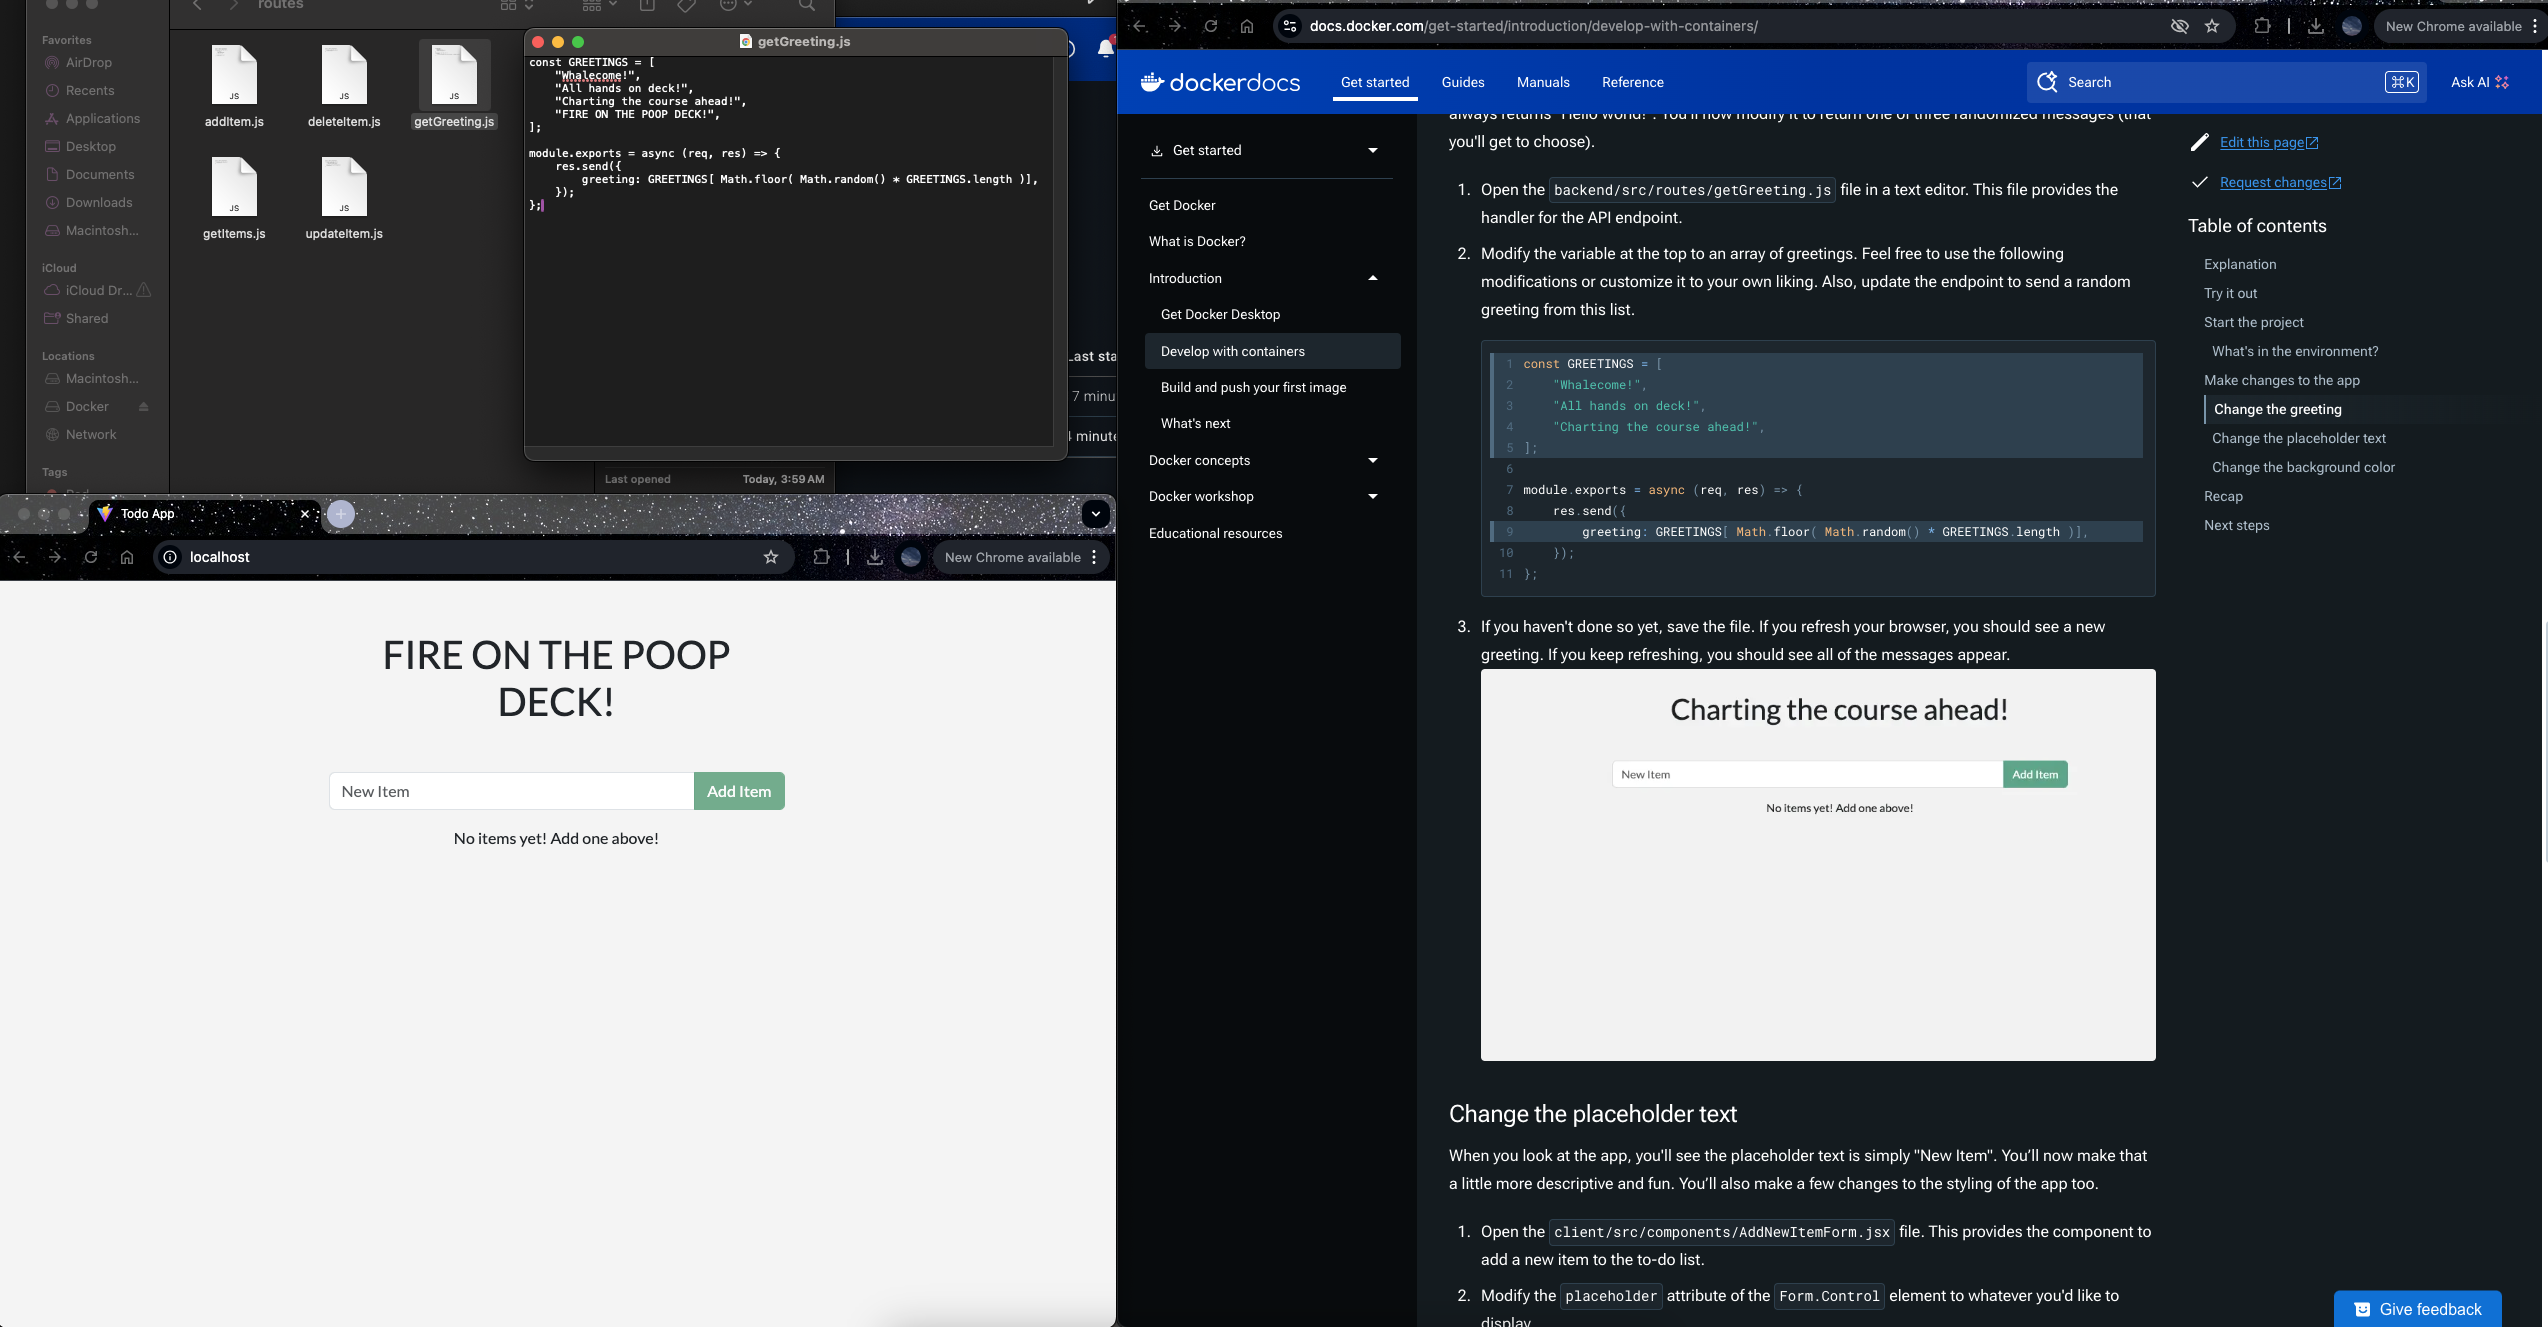 routes
Favorites
AirDrop
Recents
Applications
Desktop
Documents
Downloads
Macintosh...
iCloud
iCloud Dr...
Shared
Locations
Macintosh...
Docker
Network
Tags
JS
addItem.js
JS
deleteItem.js
JS
getGreeting.js
JS
getItems.js
JS
updateItem.js
Last opened
Today, 3:59 AM
getGreeting.js
const GREETINGS = [
"Whalecome!",
"All hands on deck!",
"Charting the course ahead!",
"FIRE ON THE POOP DECK!",
];
module.exports = async (req, res) => {
res.send({
greeting: GREETINGS[ Math.floor( Math.random() * GREETINGS.length )],
});
};
Last sta
7 minu
minute
Todo App
localhost
New Chrome available
FIRE ON THE POOP
DECK!
New Item
Add Item
No items yet! Add one above!
docs.docker.com/get-started/introduction/develop-with-containers/
New Chrome available
dockerdocs
Get started
Guides
Manuals
Reference
Search
⌘K
Ask AI
Get started
Get Docker
What is Docker?
Introduction
Get Docker Desktop
Develop with containers
Build and push your first image
What's next
Docker concepts
Docker workshop
Educational resources
always returns "Hello world!". You'll now modify it to return one of three randomized messages (that
you'll get to choose).
1. Open the backend/src/routes/getGreeting.js file in a text editor. This file provides the
handler for the API endpoint.
2. Modify the variable at the top to an array of greetings. Feel free to use the following
modifications or customize it to your own liking. Also, update the endpoint to send a random
greeting from this list.
1 const GREETINGS = [
2 "Whalecome!",
3 "All hands on deck!",
4 "Charting the course ahead!",
5 ];
6
7 module.exports = async (req, res) => {
8 res.send({
9 greeting: GREETINGS[ Math.floor( Math.random() * GREETINGS.length )],
10 });
11 };
3. If you haven't done so yet, save the file. If you refresh your browser, you should see a new
greeting. If you keep refreshing, you should see all of the messages appear.
Charting the course ahead!
New Item
Add Item
No items yet! Add one above!
Change the placeholder text
When you look at the app, you'll see the placeholder text is simply "New Item". You'll now make that
a little more descriptive and fun. You'll also make a few changes to the styling of the app too.
1. Open the client/src/components/AddNewItemForm.jsx file. This provides the component to
add a new item to the to-do list.
2. Modify the placeholder attribute of the Form.Control element to whatever you'd like to
display.
Edit this page
Request changes
Table of contents
Explanation
Try it out
Start the project
What's in the environment?
Make changes to the app
Change the greeting
Change the placeholder text
Change the background color
Recap
Next steps
Give feedback